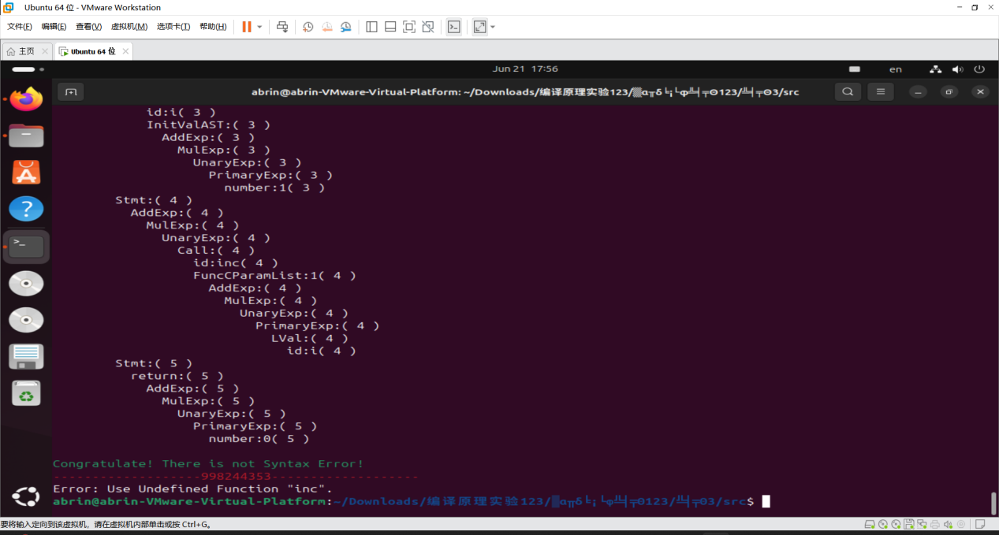 Ubuntu 64 位 - VMware Workstation
文件(F) 编辑(E) 查看(V) 虚拟机(M) 选项卡(T) 帮助(H)
主页 Ubuntu 64 位
Jun 21 17:56
en
abrin@abrin-VMware-Virtual-Platform: ~/Downloads/编译原理实验123/▒α╥δ╘¡└φ╩╡╤Θ123/╩╡╤Θ3/src
id:i( 3 )
InitValAST:( 3 )
AddExp:( 3 )
MulExp:( 3 )
UnaryExp:( 3 )
PrimaryExp:( 3 )
number:1( 3 )
Stmt:( 4 )
AddExp:( 4 )
MulExp:( 4 )
UnaryExp:( 4 )
Call:( 4 )
id:inc( 4 )
FuncCParamList:1( 4 )
AddExp:( 4 )
MulExp:( 4 )
UnaryExp:( 4 )
PrimaryExp:( 4 )
LVal:( 4 )
id:i( 4 )
Stmt:( 5 )
return:( 5 )
AddExp:( 5 )
MulExp:( 5 )
UnaryExp:( 5 )
PrimaryExp:( 5 )
number:0( 5 )
Congratulate! There is not Syntax Error!
-------------------998244353-------------------
Error: Use Undefined Function "inc".
abrin@abrin-VMware-Virtual-Platform:~/Downloads/编译原理实验123/▒α╥δ╘¡└φ╩╡╤Θ123/╩╡╤Θ3/src$
要将输入定向到该虚拟机，请在虚拟机内部单击或按 Ctrl+G。